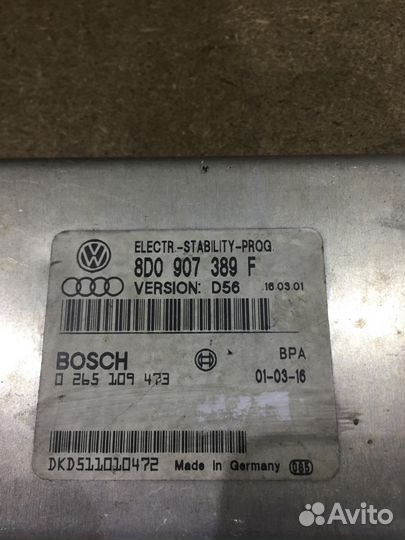 ELECTR.-STABILITY-PROG.
8D0 907 389 F
VERSION: D56 16.03.01
BOSCH BPA
0 265 109 473 01-03-16
DKD511010472 Made in Germany 085
Avito